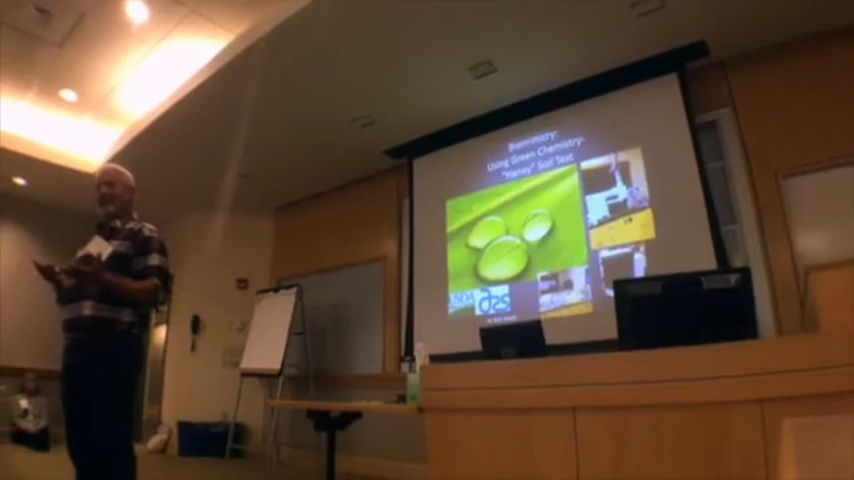 Biomimicry:
Using Green Chemistry-
"Haney" Soil Test
USDA